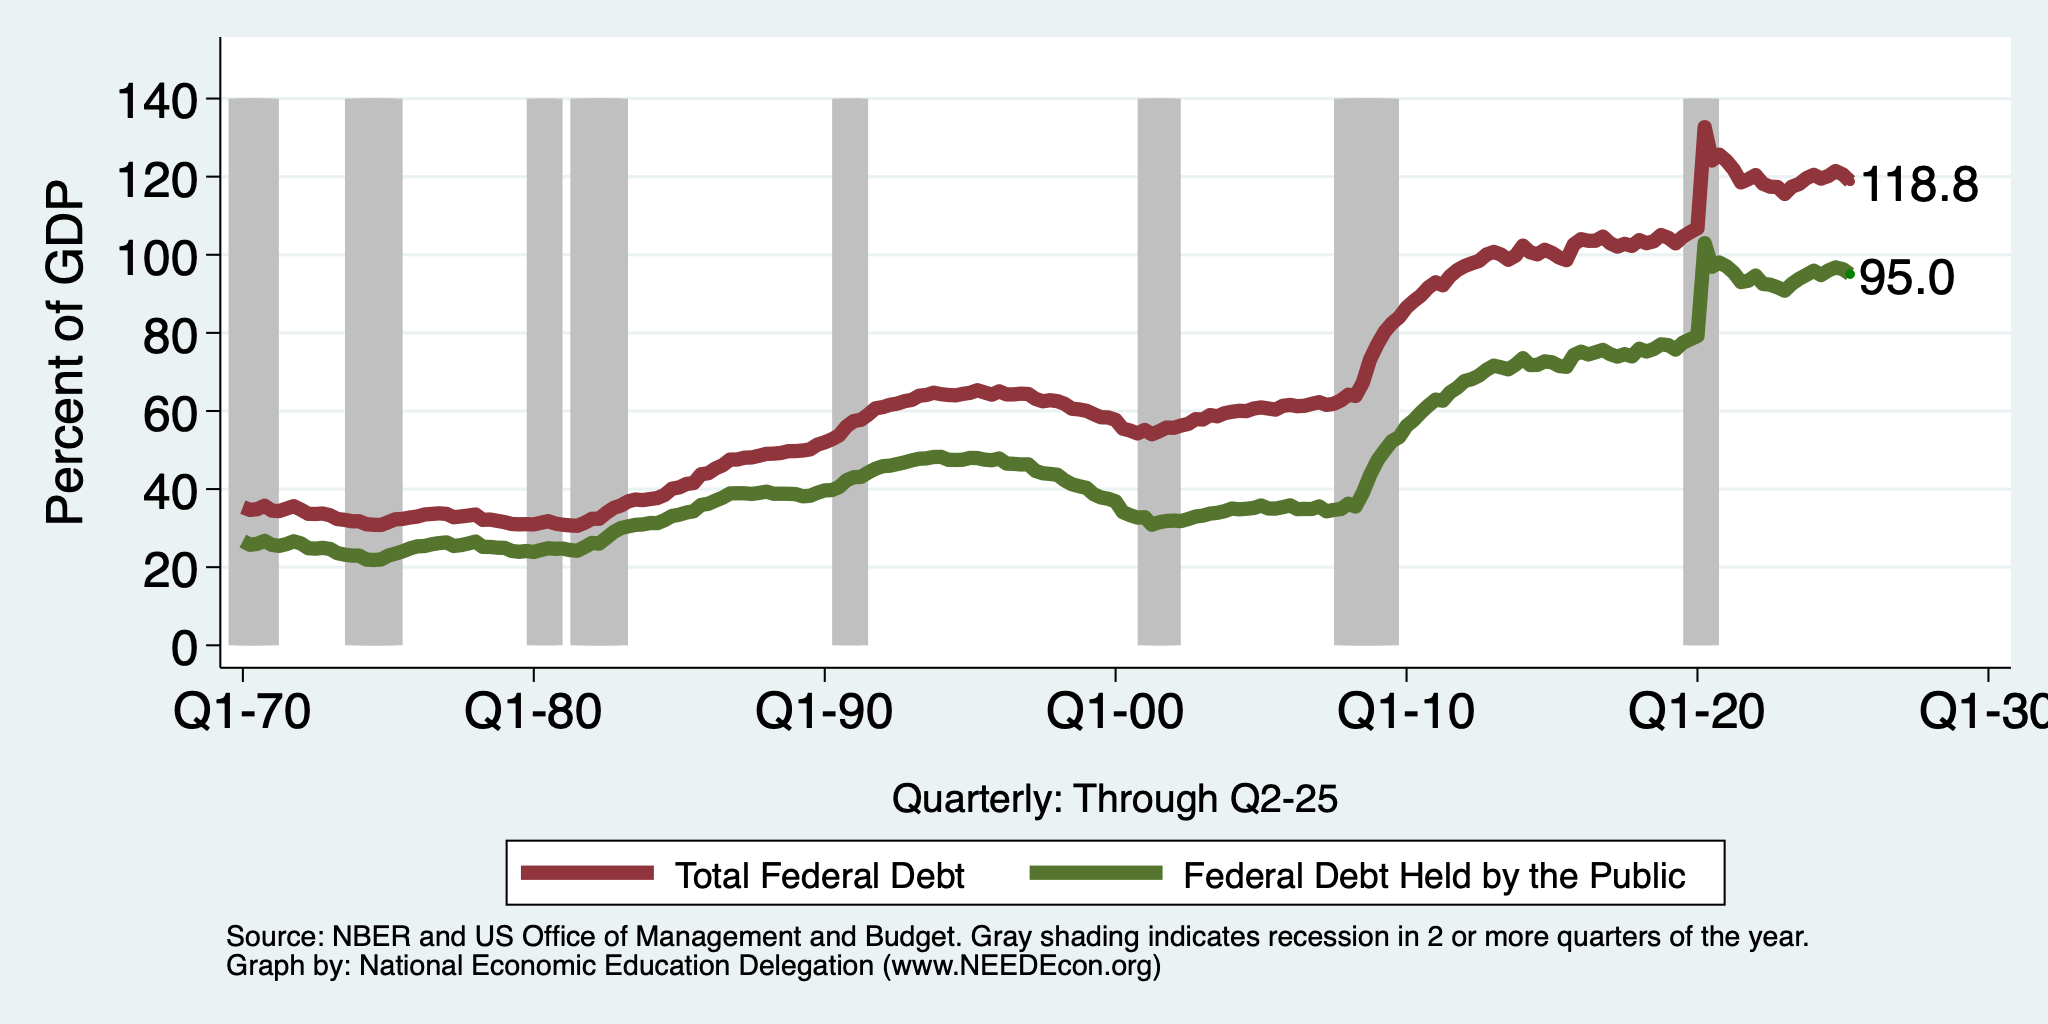 Percent of GDP
140
120
100
80
60
40
20
0
118.8
95.0
Q1-70 Q1-80 Q1-90 Q1-00 Q1-10 Q1-20 Q1-30
Quarterly: Through Q2-25
Total Federal Debt Federal Debt Held by the Public
Source: NBER and US Office of Management and Budget. Gray shading indicates recession in 2 or more quarters of the year.
Graph by: National Economic Education Delegation (www.NEEDEcon.org)